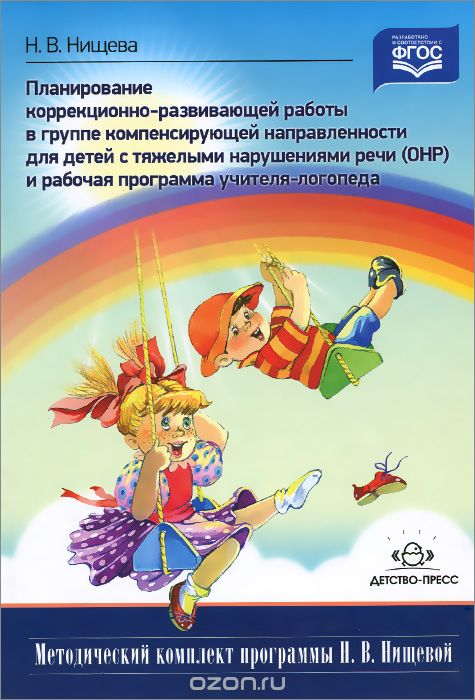 Н. В. Нищева
РАЗРАБОТАНО
В СООТВЕТСТВИИ С
ФГОС
Планирование
коррекционно-развивающей работы
в группе компенсирующей направленности
для детей с тяжелыми нарушениями речи (ОНР)
и рабочая программа учителя-логопеда
ДЕТСТВО-ПРЕСС
Методический комплект программы Н. В. Нищевой
ozon.ru